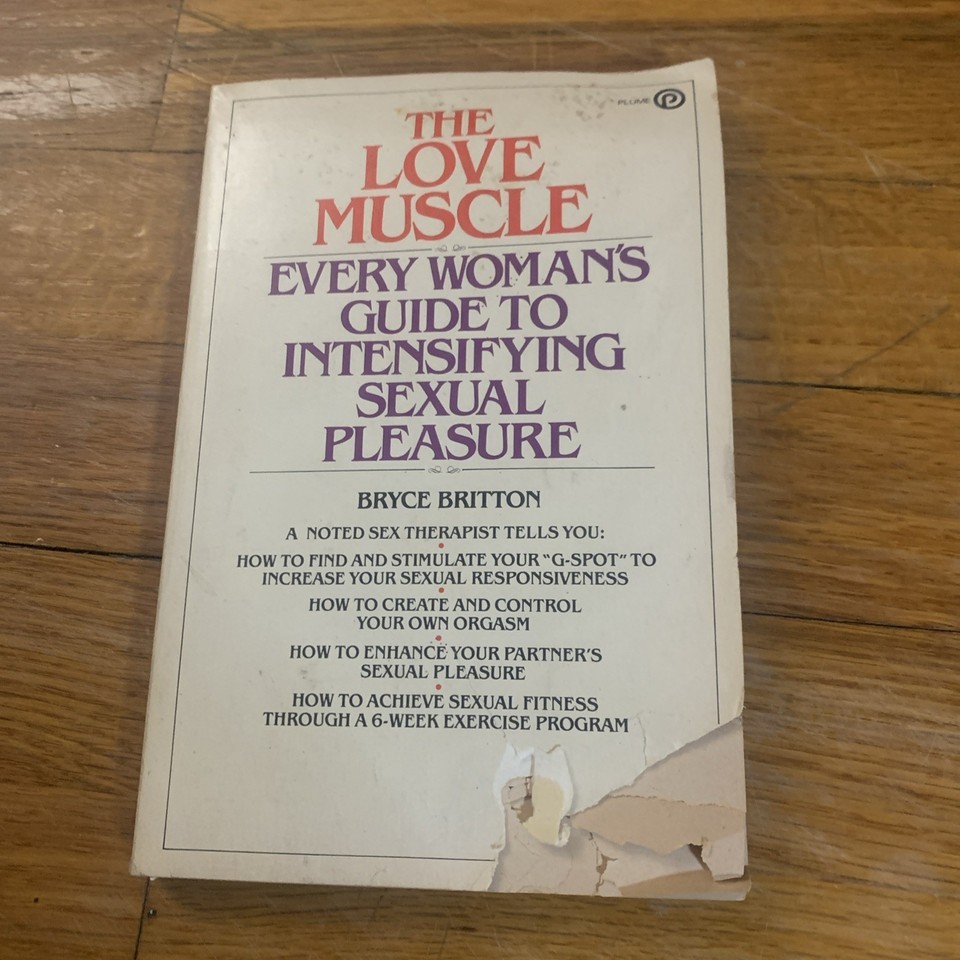 PLUME P
THE
LOVE
MUSCLE
EVERY WOMAN'S
GUIDE TO
INTENSIFYING
SEXUAL
PLEASURE
BRYCE BRITTON
A NOTED SEX THERAPIST TELLS YOU:
HOW TO FIND AND STIMULATE YOUR "G-SPOT" TO
INCREASE YOUR SEXUAL RESPONSIVENESS
HOW TO CREATE AND CONTROL
YOUR OWN ORGASM
HOW TO ENHANCE YOUR PARTNER'S
SEXUAL PLEASURE
HOW TO ACHIEVE SEXUAL FITNESS
THROUGH A 6-WEEK EXERCISE PROGRAM